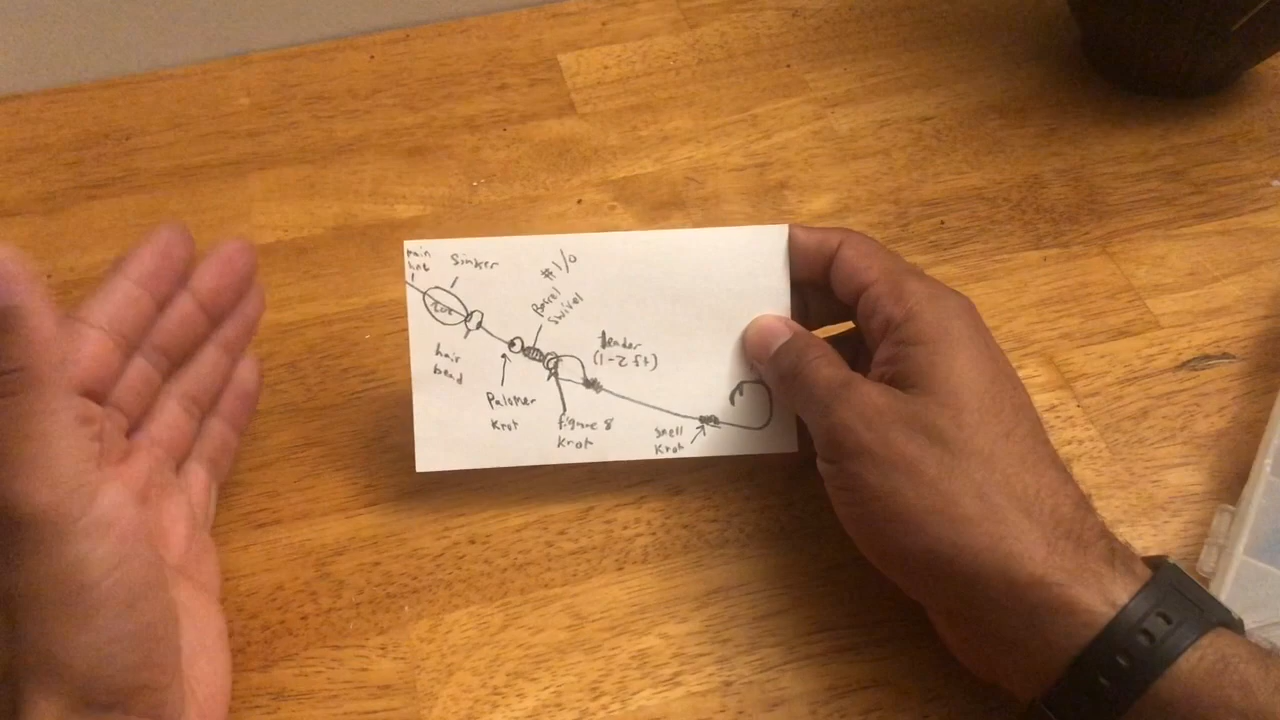 main
line
Sinker
#1/0
Barrel
swivel
hair
bead
Leader
(1-2 ft)
Palomer
Knot
figure 8
Knot
Snell
Knot